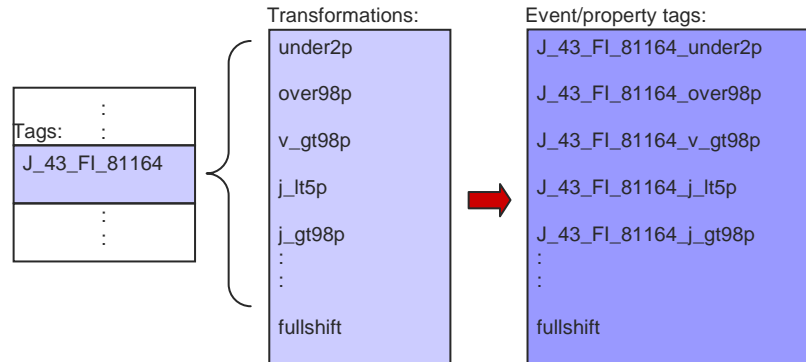 Transformations:
Event/property tags:
Tags:
:
:
J_43_FI_81164
:
:
under2p
over98p
v_gt98p
j_lt5p
j_gt98p
:
:
fullshift
J_43_FI_81164_under2p
J_43_FI_81164_over98p
J_43_FI_81164_v_gt98p
J_43_FI_81164_j_lt5p
J_43_FI_81164_j_gt98p
:
:
fullshift